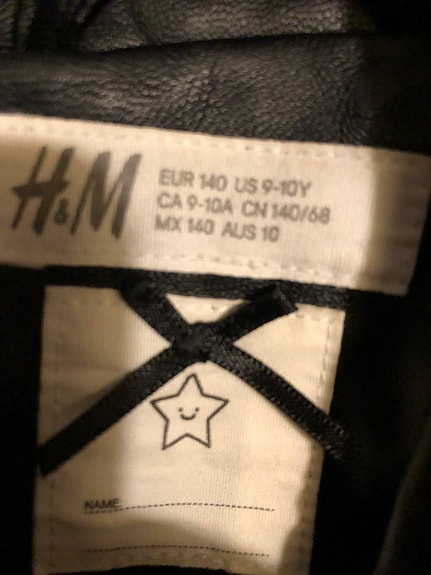 H&M
EUR 140 US 9-10Y
CA 9-10A CN 140/68
MX 140 AUS 10
NAME: